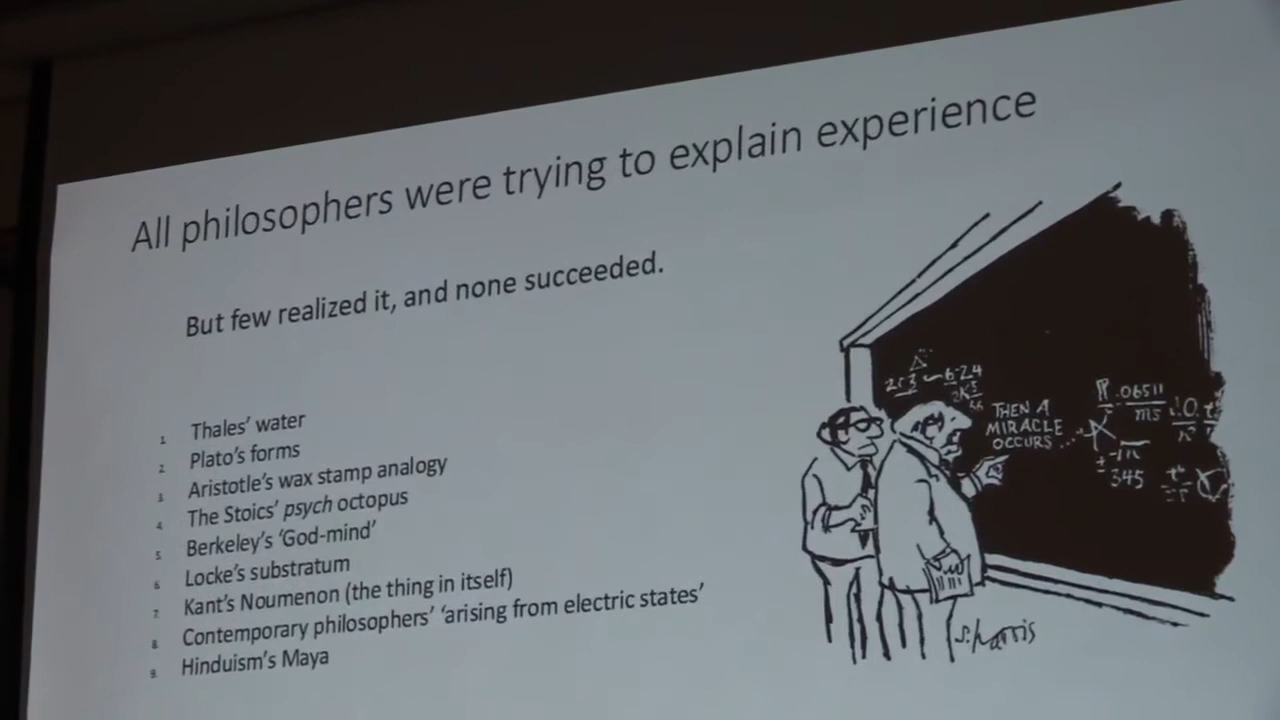 All philosophers were trying to explain experience
But few realized it, and none succeeded.
1. Thales' water
2. Plato's forms
3. Aristotle's wax stamp analogy
4. The Stoics' psych octopus
5. Berkeley's 'God-mind'
6. Locke's substratum
7. Kant's Noumenon (the thing in itself)
8. Contemporary philosophers' 'arising from electric states'
9. Hinduism's Maya
THEN A
MIRACLE
OCCURS...
.06511
345
S. Harris